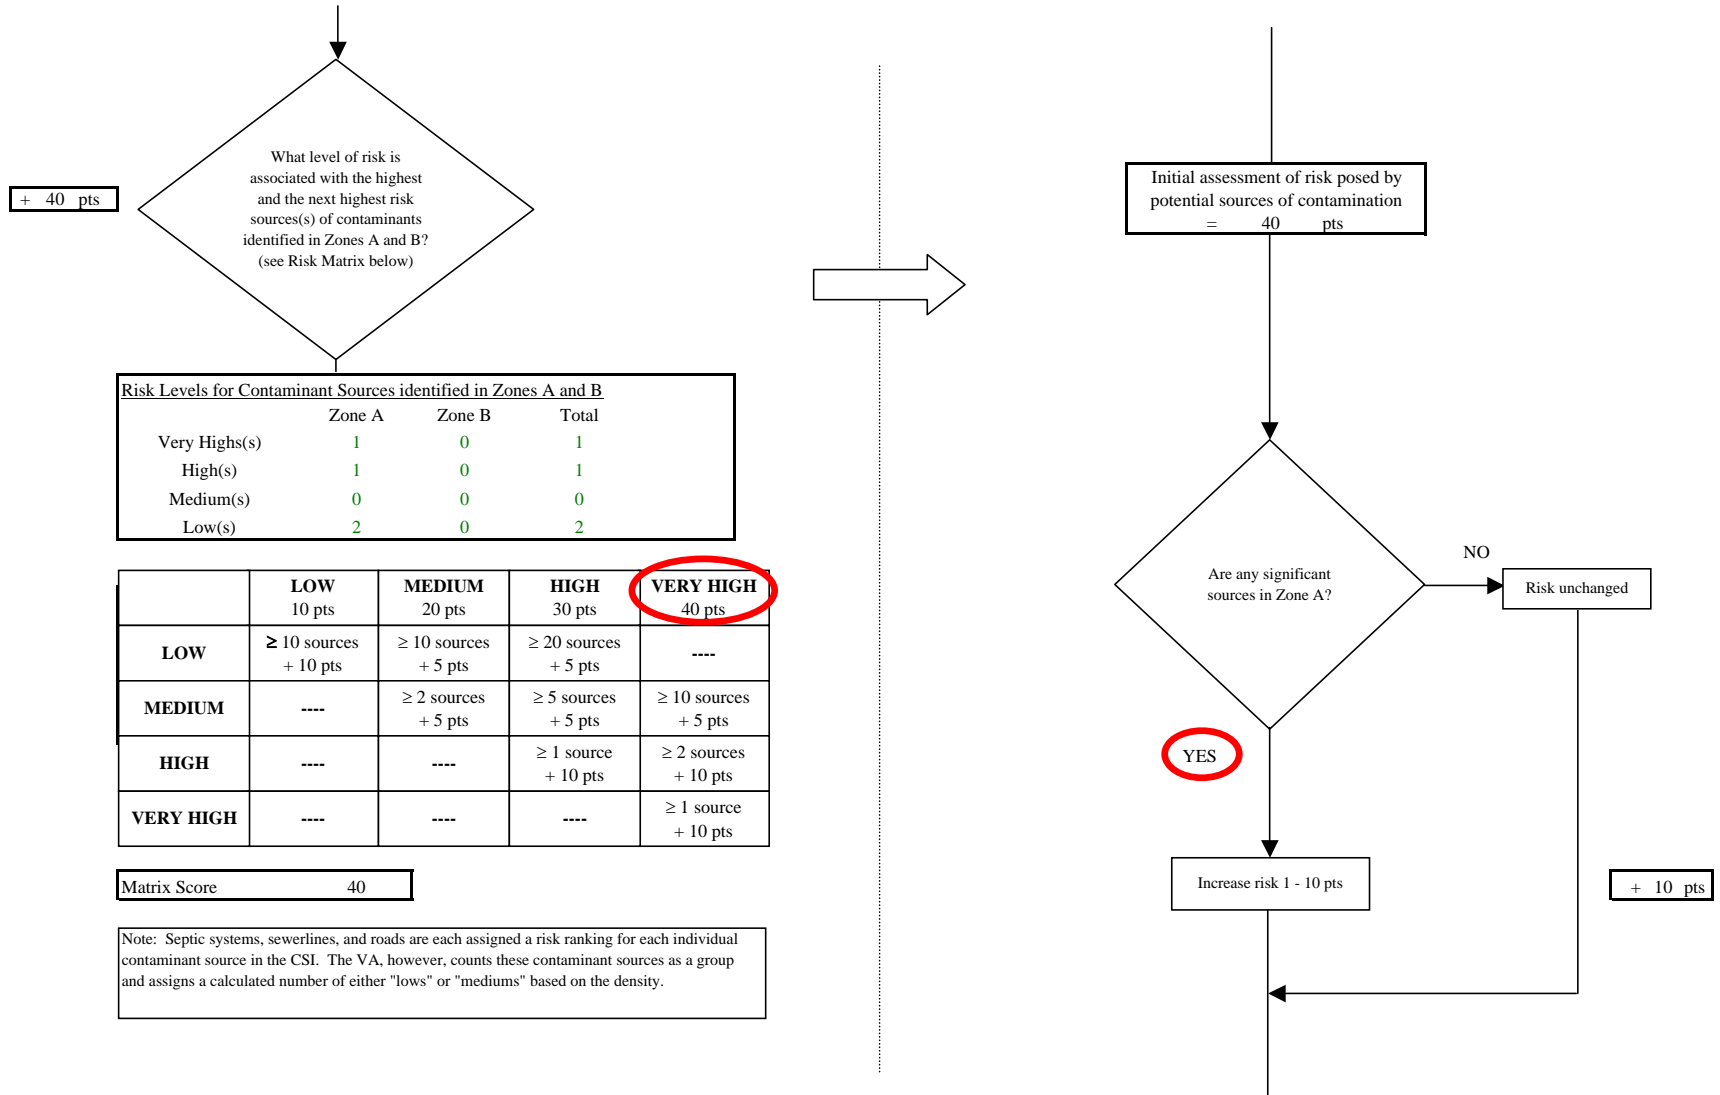 What level of risk is
associated with the highest
and the next highest risk
sources(s) of contaminants
identified in Zones A and B?
(see Risk Matrix below)
+ 40 pts
Risk Levels for Contaminant Sources identified in Zones A and B
Zone A Zone B Total
Very Highs(s) 1 0 1
High(s) 1 0 1
Medium(s) 0 0 0
Low(s) 2 0 2
LOW MEDIUM HIGH VERY HIGH
10 pts 20 pts 30 pts 40 pts
LOW ≥ 10 sources ≥ 10 sources ≥ 20 sources ----
+ 10 pts + 5 pts + 5 pts
MEDIUM ---- ≥ 2 sources ≥ 5 sources ≥ 10 sources
+ 5 pts + 5 pts + 5 pts
HIGH ---- ---- ≥ 1 source ≥ 2 sources
+ 10 pts + 10 pts
VERY HIGH ---- ---- ---- ≥ 1 source
+ 10 pts
Matrix Score 40
Note: Septic systems, sewerlines, and roads are each assigned a risk ranking for each individual
contaminant source in the CSI. The VA, however, counts these contaminant sources as a group
and assigns a calculated number of either "lows" or "mediums" based on the density.
Initial assessment of risk posed by
potential sources of contamination
= 40 pts
Are any significant
sources in Zone A?
NO
Risk unchanged
YES
Increase risk 1 - 10 pts
+ 10 pts